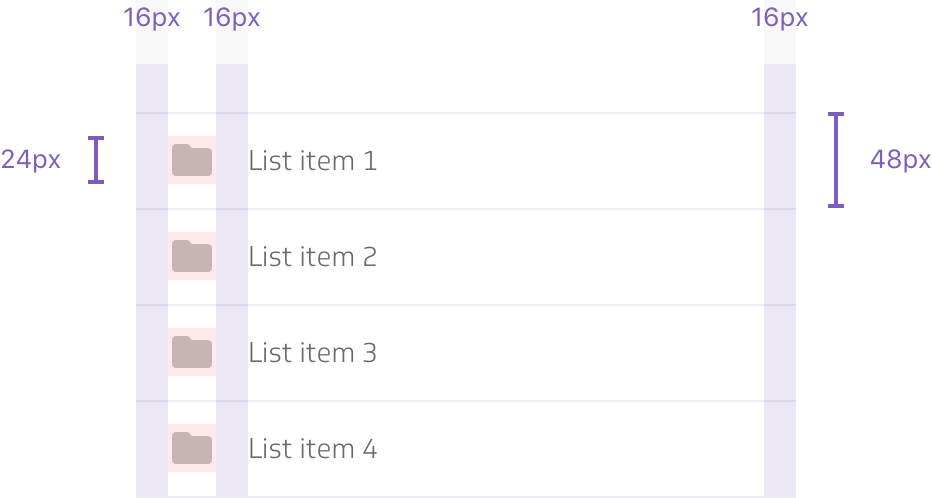 16px 16px 16px
24px List item 1 48px
List item 2
List item 3
List item 4